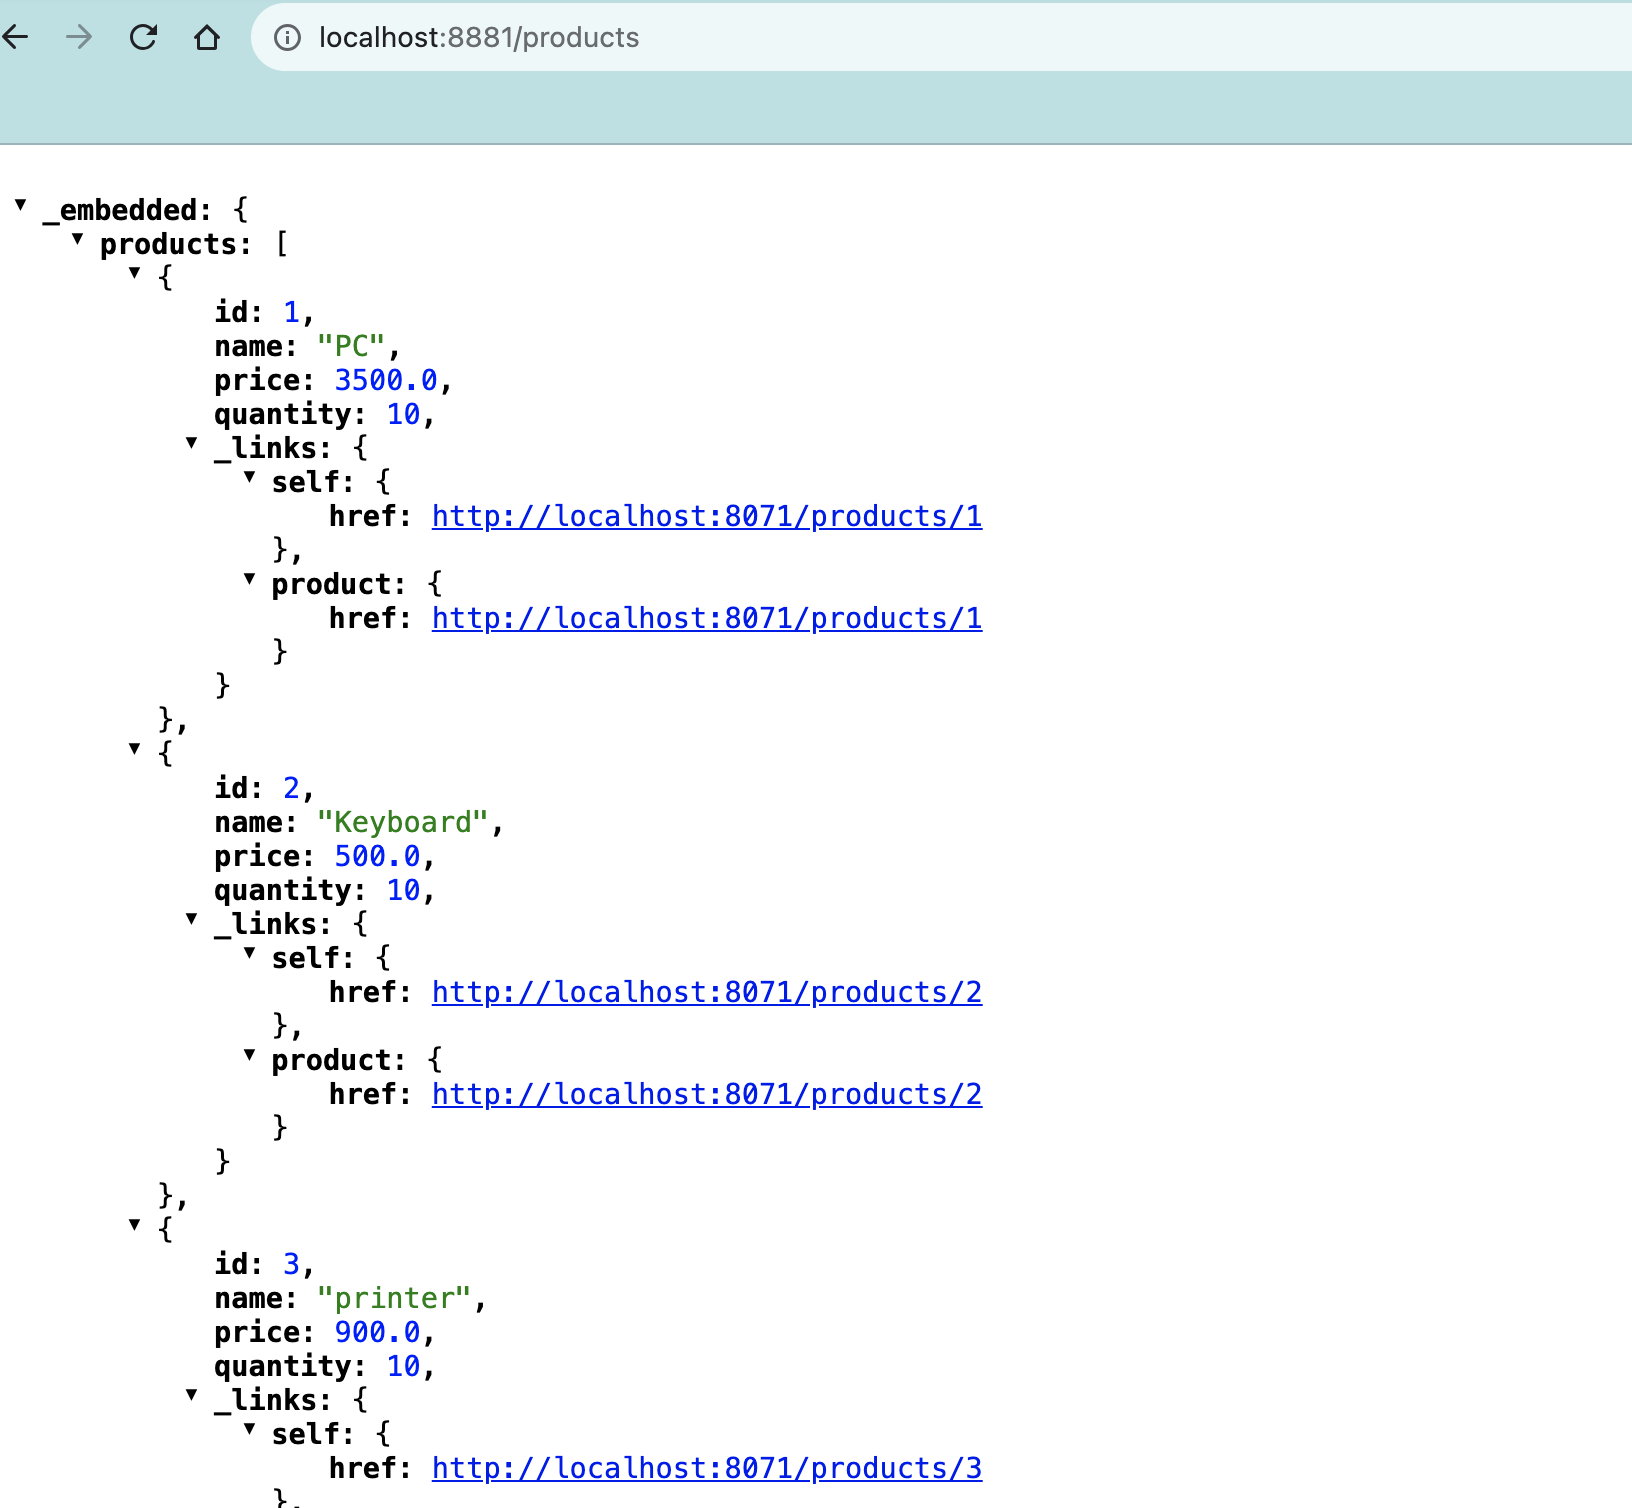 localhost:8881/products
_embedded: {
products: [
{
id: 1,
name: "PC",
price: 3500.0,
quantity: 10,
_links: {
self: {
href: http://localhost:8071/products/1
},
product: {
href: http://localhost:8071/products/1
}
}
},
{
id: 2,
name: "Keyboard",
price: 500.0,
quantity: 10,
_links: {
self: {
href: http://localhost:8071/products/2
},
product: {
href: http://localhost:8071/products/2
}
}
},
{
id: 3,
name: "printer",
price: 900.0,
quantity: 10,
_links: {
self: {
href: http://localhost:8071/products/3
},